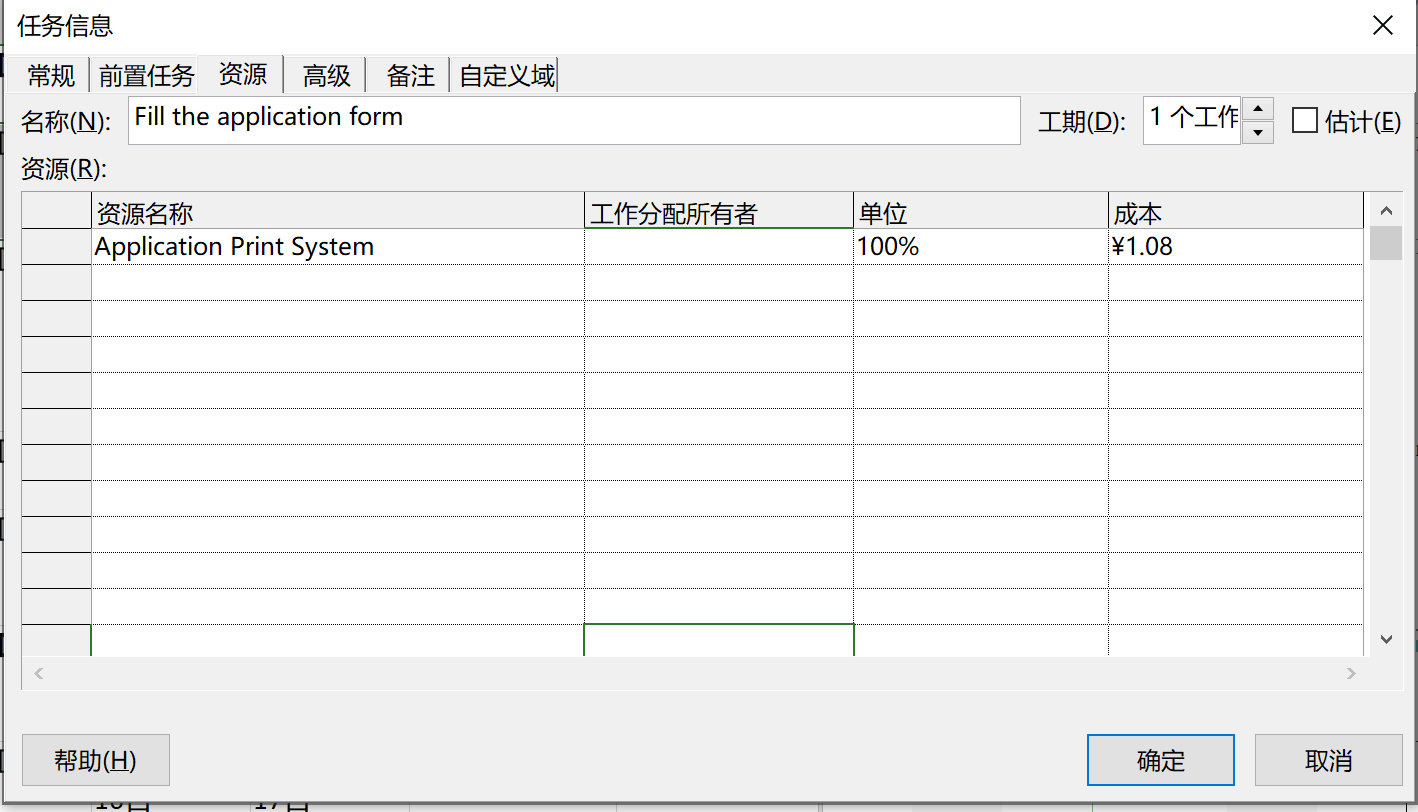 任务信息
常规 前置任务 资源 高级 备注 自定义域
名称(N): Fill the application form 工期(D): 1 个工作 估计(E)
资源(R):
资源名称 工作分配所有者 单位 成本
Application Print System 100% ¥1.08
帮助(H) 确定 取消